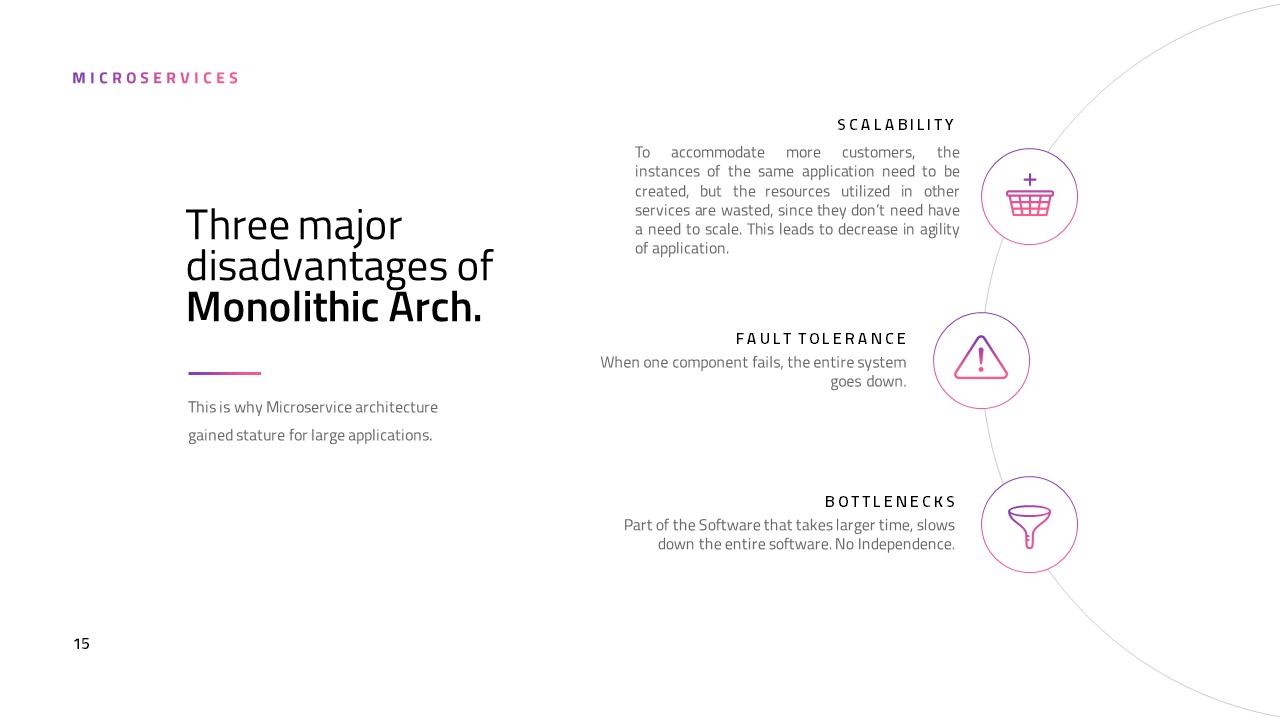 MICROSERVICES
Three major
disadvantages of
Monolithic Arch.
This is why Microservice architecture
gained stature for large applications.
SCALABILITY
To accommodate more customers, the
instances of the same application need to be
created, but the resources utilized in other
services are wasted, since they don’t need have
a need to scale. This leads to decrease in agility
of application.
FAULT TOLERANCE
When one component fails, the entire system
goes down.
BOTTLENECKS
Part of the Software that takes larger time, slows
down the entire software. No Independence.
15